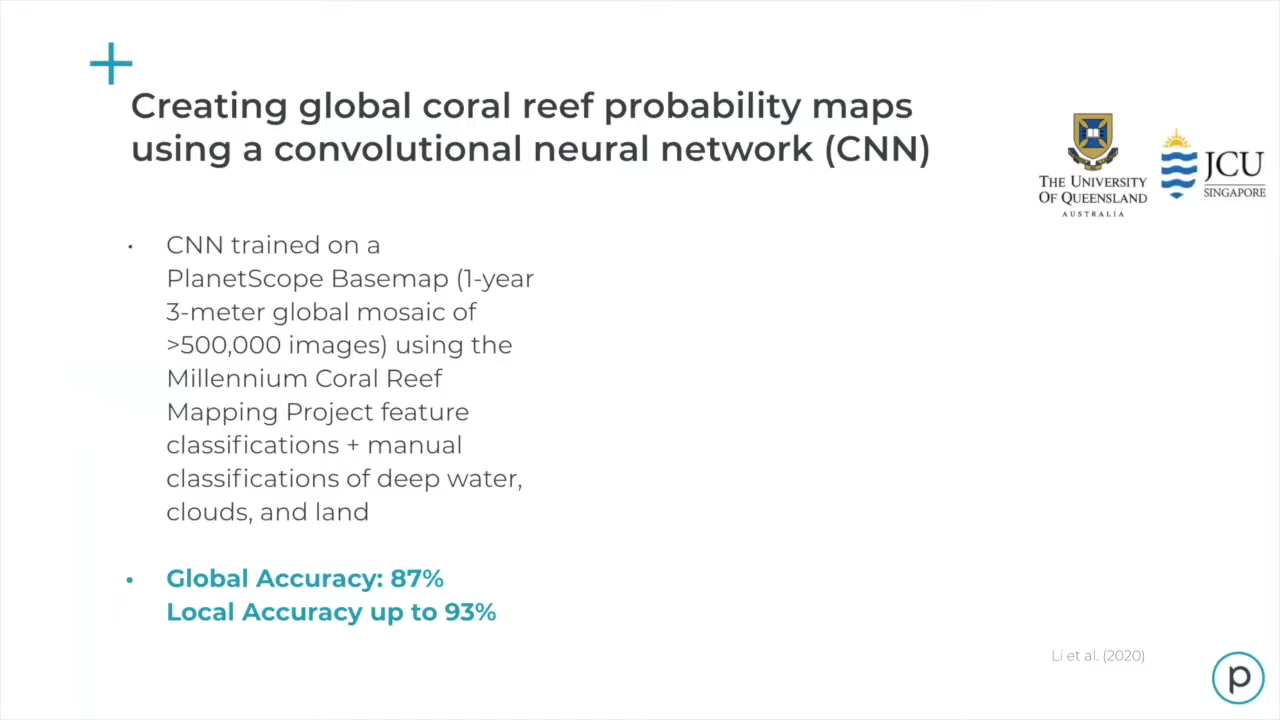 Creating global coral reef probability maps
using a convolutional neural network (CNN)
THE UNIVERSITY
OF QUEENSLAND
AUSTRALIA
JCU
SINGAPORE
• CNN trained on a
PlanetScope Basemap (1-year
3-meter global mosaic of
>500,000 images) using the
Millennium Coral Reef
Mapping Project feature
classifications + manual
classifications of deep water,
clouds, and land
• Global Accuracy: 87%
Local Accuracy up to 93%
Li et al. (2020)
p